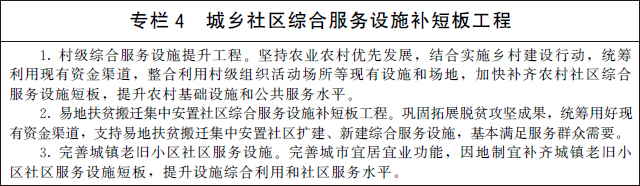 专栏 4 城乡社区综合服务设施补短板工程
1. 村级综合服务设施提升工程。坚持农业农村优先发展，结合实施乡村建设行动，统筹
利用现有资金渠道，整合利用村级组织活动场所等现有设施和场地，加快补齐农村社区综合
服务设施短板，提升农村基础设施和公共服务水平。
2. 易地扶贫搬迁集中安置社区综合服务设施补短板工程。巩固拓展脱贫攻坚成果，统筹用好现
有资金渠道，支持易地扶贫搬迁集中安置社区扩建、新建综合服务设施，基本满足服务群众需要。
3. 完善城镇老旧小区社区服务设施。完善城市宜居宜业功能，因地制宜补齐城镇老旧小
区社区服务设施短板，提升设施综合利用和社区服务水平。